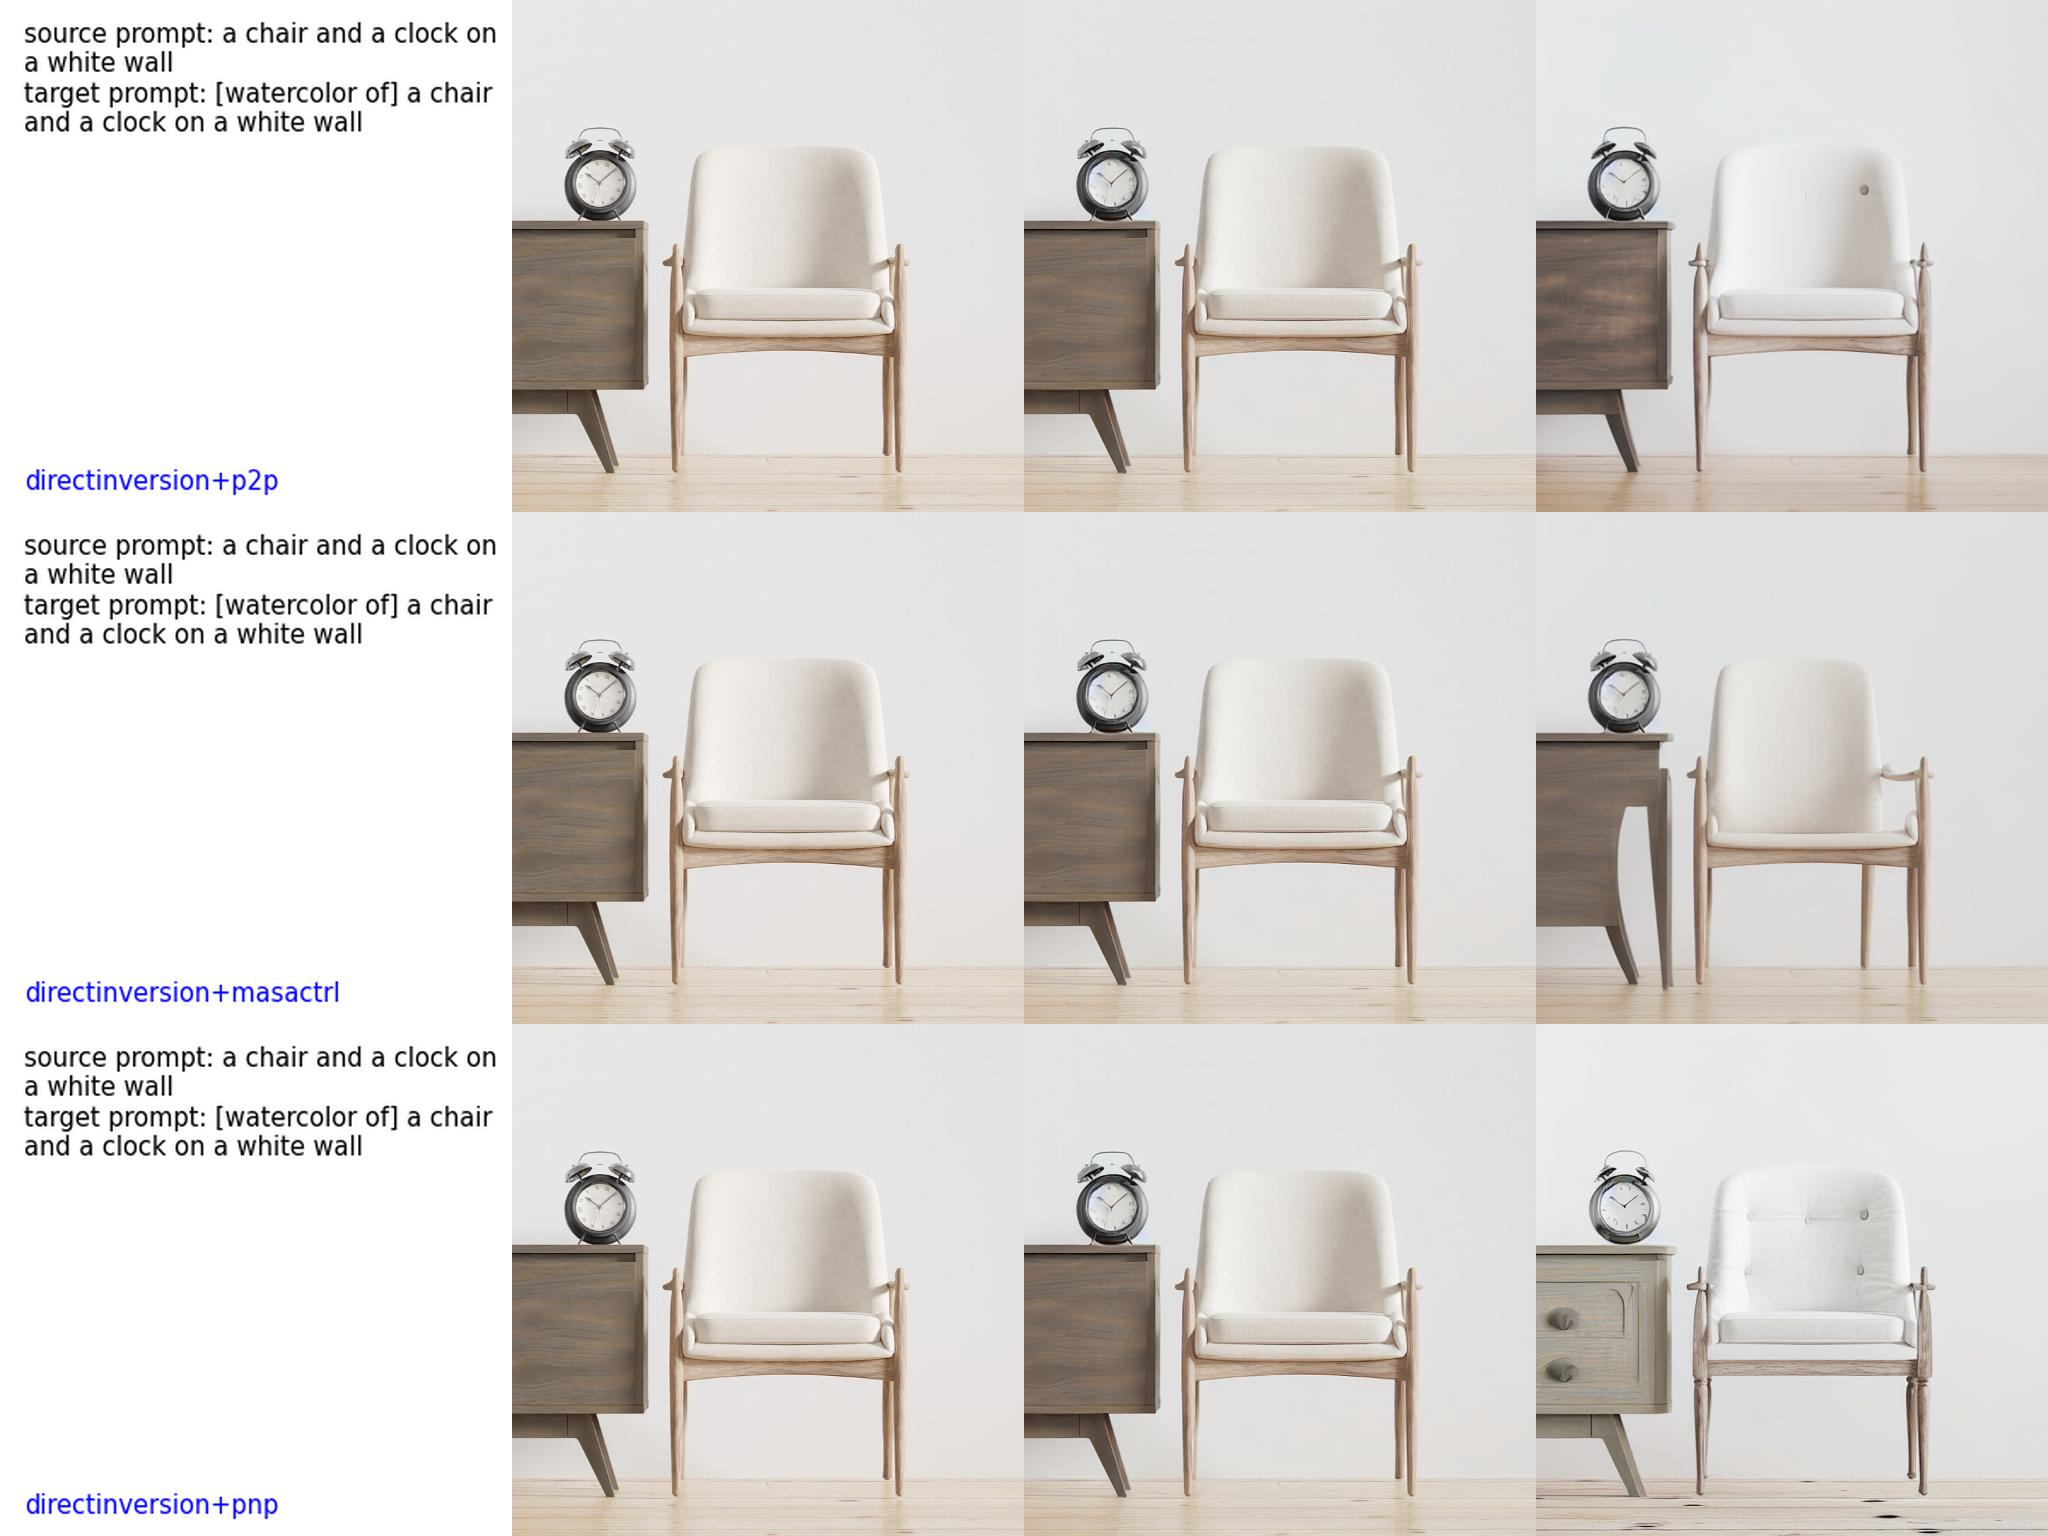 source prompt: a chair and a clock on
a white wall
target prompt: [watercolor of] a chair
and a clock on a white wall
directinversion+p2p
source prompt: a chair and a clock on
a white wall
target prompt: [watercolor of] a chair
and a clock on a white wall
directinversion+masactrl
source prompt: a chair and a clock on
a white wall
target prompt: [watercolor of] a chair
and a clock on a white wall
directinversion+pnp